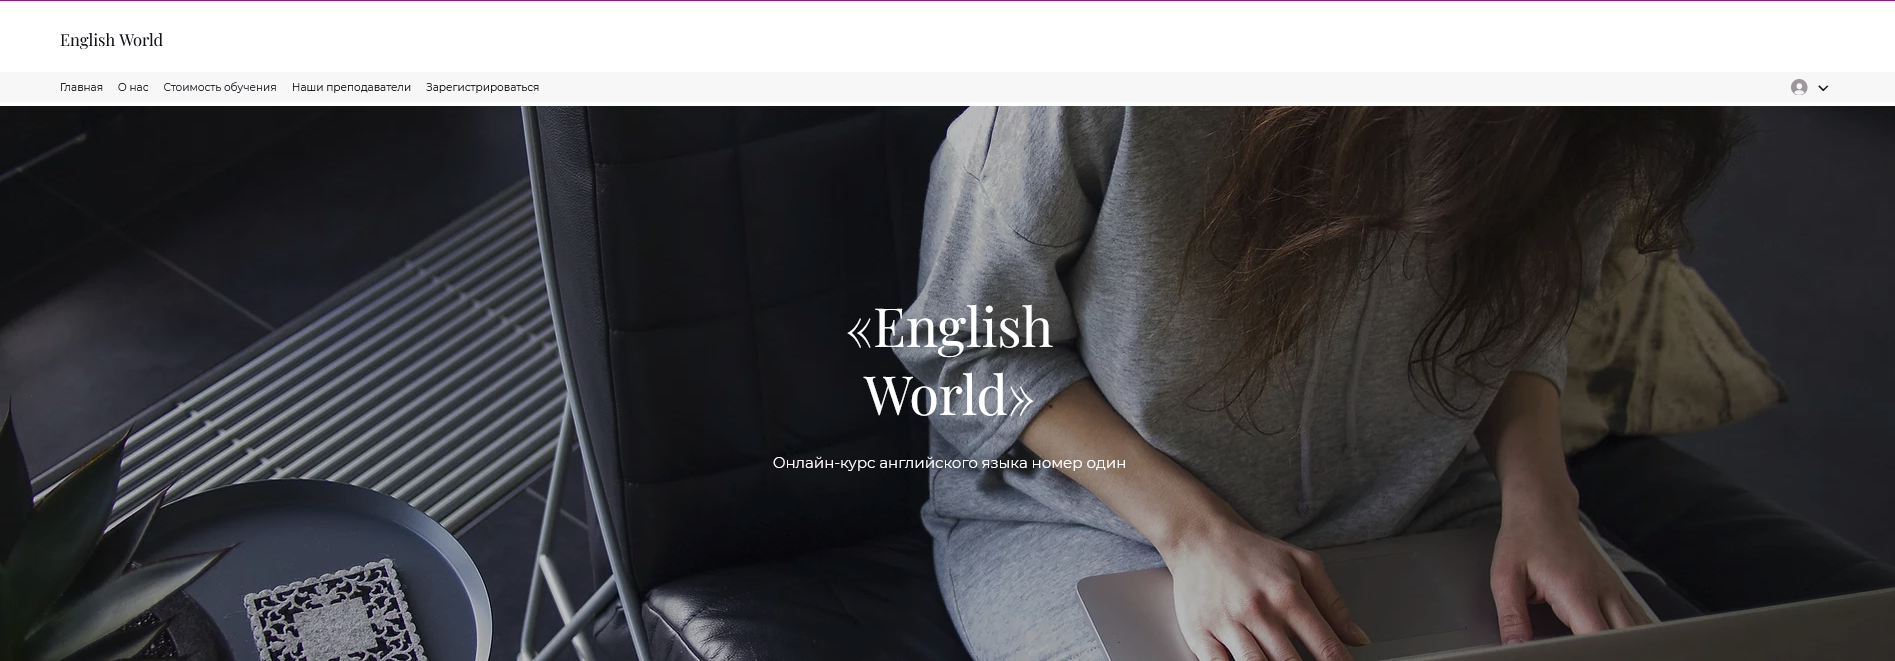 English World
Главная О нас Стоимость обучения Наши преподаватели Зарегистрироваться
«English
World»
Онлайн-курс английского языка номер один